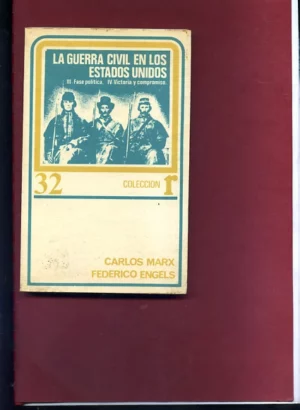 LA GUERRA CIVIL EN LOS
ESTADOS UNIDOS
III Fase política. IV Victoria y compromiso.
32
COLECCION r
CARLOS MARX
FEDERICO ENGELS